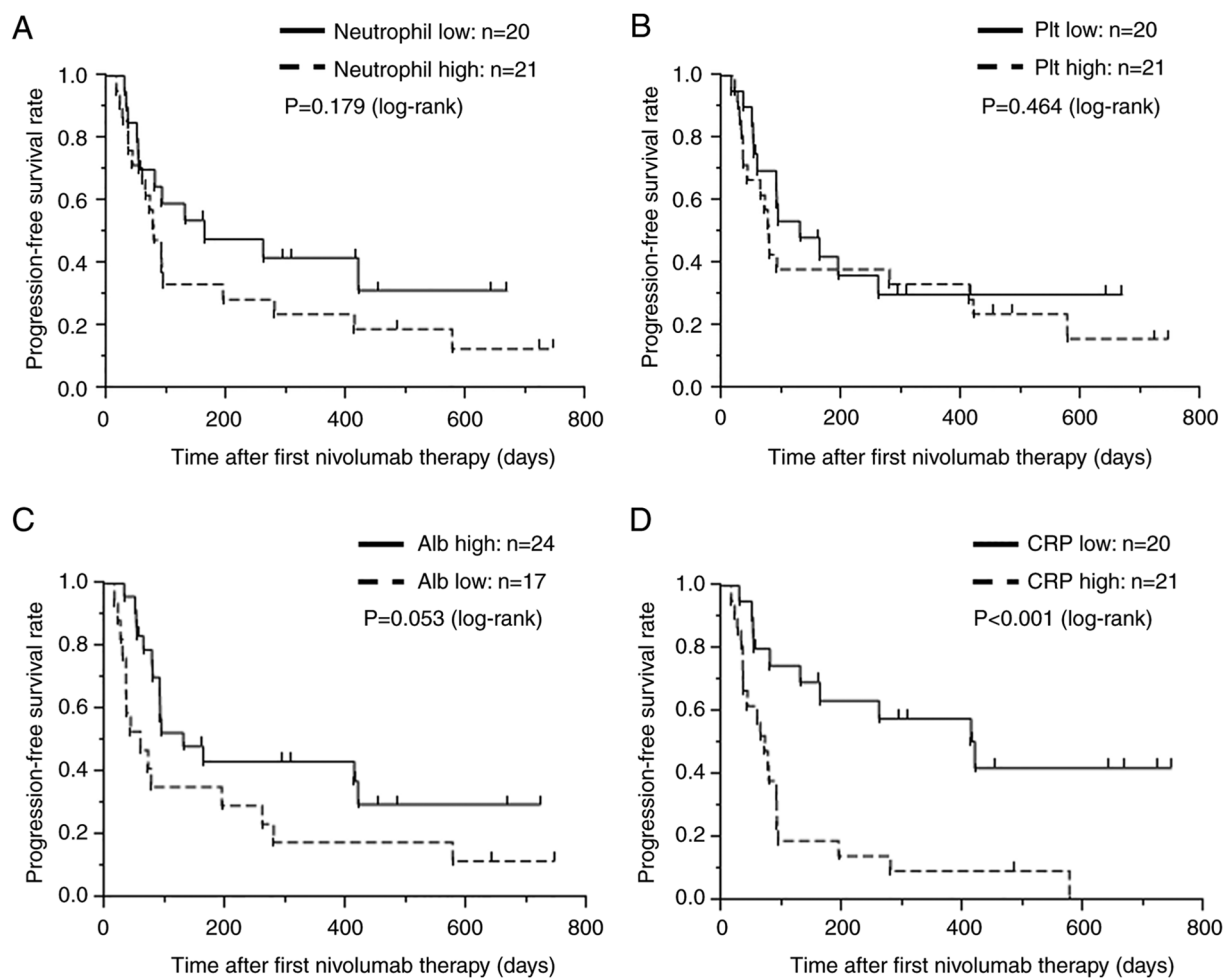 A
Neutrophil low: n=20
Neutrophil high: n=21
P=0.179 (log-rank)
Progression-free survival rate
1.0
0.8
0.6
0.4
0.2
0.0
0 200 400 600 800
Time after first nivolumab therapy (days)
B
Plt low: n=20
Plt high: n=21
P=0.464 (log-rank)
Progression-free survival rate
1.0
0.8
0.6
0.4
0.2
0.0
0 200 400 600 800
Time after first nivolumab therapy (days)
C
Alb high: n=24
Alb low: n=17
P=0.053 (log-rank)
Progression-free survival rate
1.0
0.8
0.6
0.4
0.2
0.0
0 200 400 600 800
Time after first nivolumab therapy (days)
D
CRP low: n=20
CRP high: n=21
P<0.001 (log-rank)
Progression-free survival rate
1.0
0.8
0.6
0.4
0.2
0.0
0 200 400 600 800
Time after first nivolumab therapy (days)